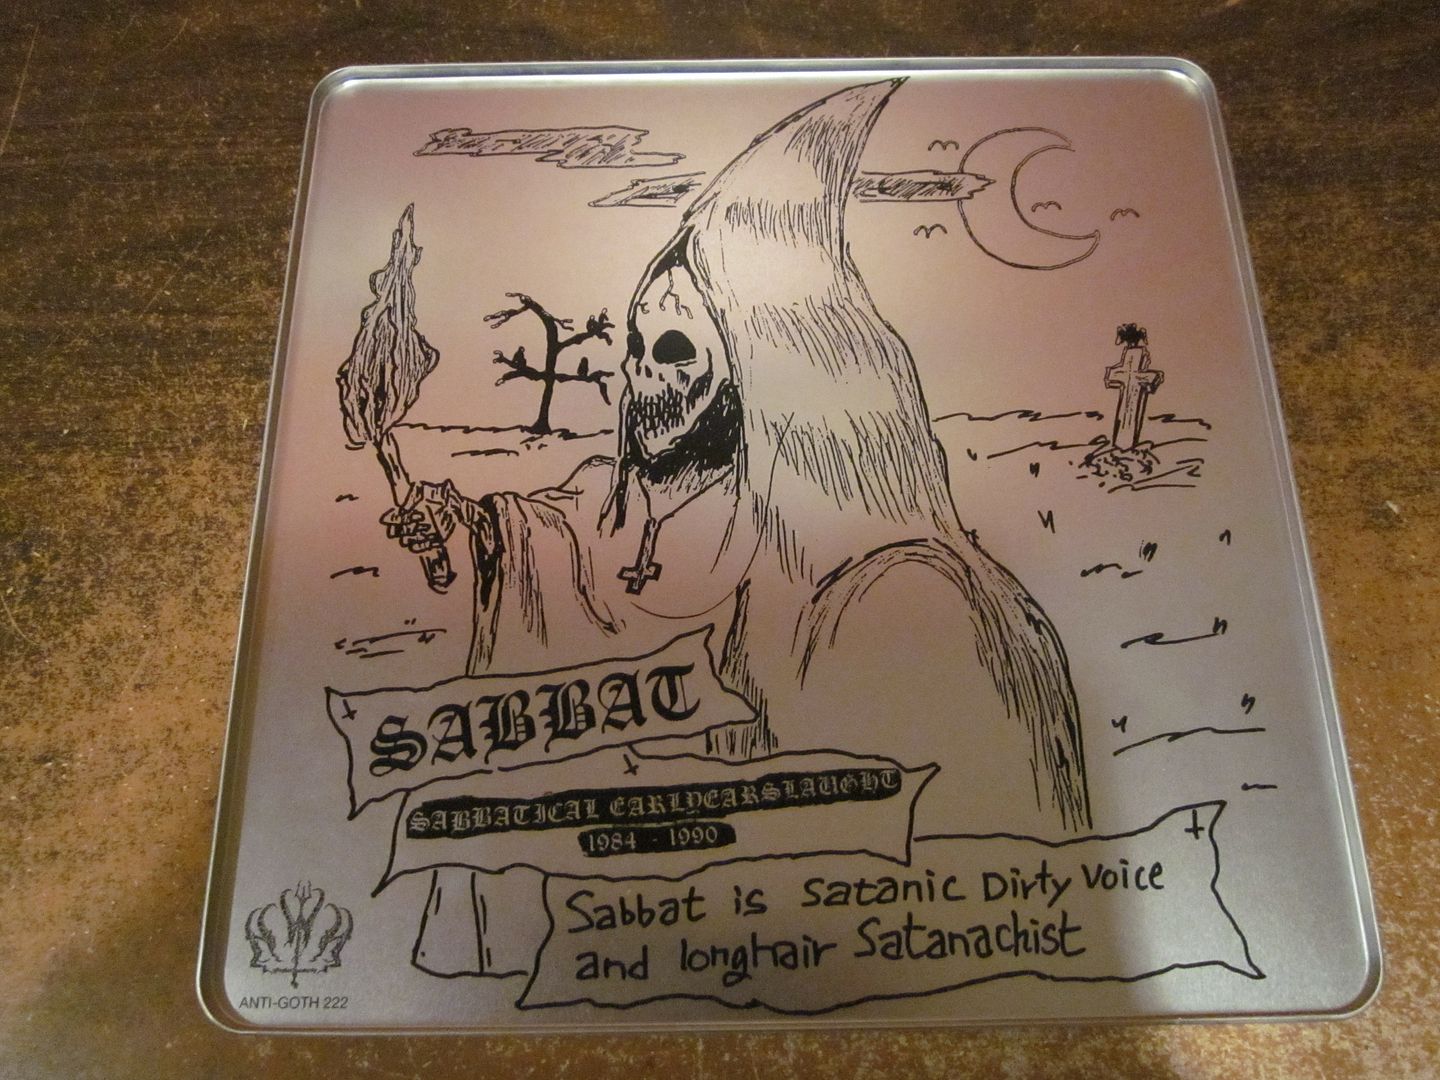 SABBAT
SABBATICAL EARLYEARSLAUGHT
1984 - 1990
Sabbat is Satanic Dirty Voice
and longhair Satanachist
ANTI-GOTH 222